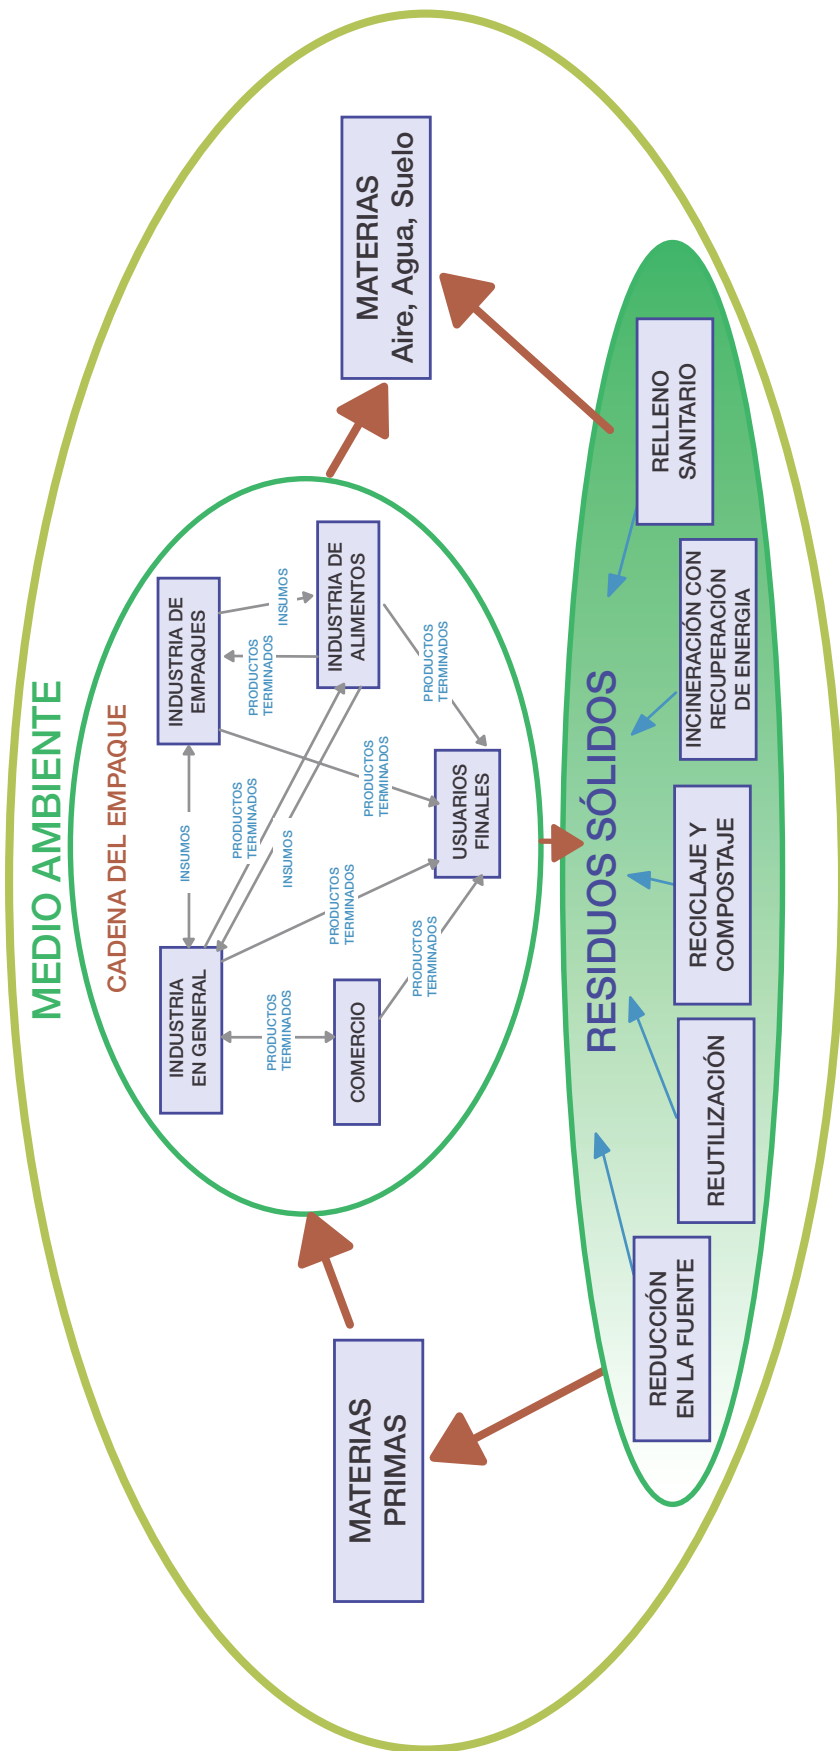 MEDIO AMBIENTE
CADENA DEL EMPAQUE
INDUSTRIA
EN GENERAL
INSUMOS
INDUSTRIA DE
EMPAQUES
PRODUCTOS
TERMINADOS
PRODUCTOS
TERMINADOS
INSUMOS
PRODUCTOS
TERMINADOS
INSUMOS
COMERCIO
PRODUCTOS
TERMINADOS
PRODUCTOS
TERMINADOS
INDUSTRIA DE
ALIMENTOS
PRODUCTOS
TERMINADOS
PRODUCTOS
TERMINADOS
USUARIOS
FINALES
MATERIAS
PRIMAS
MATERIAS
Aire, Agua, Suelo
RESIDUOS SÓLIDOS
REDUCCIÓN
EN LA FUENTE
REUTILIZACIÓN
RECICLAJE Y
COMPOSTAJE
INCINERACIÓN CON
RECUPERACIÓN
DE ENERGIA
RELLENO
SANITARIO